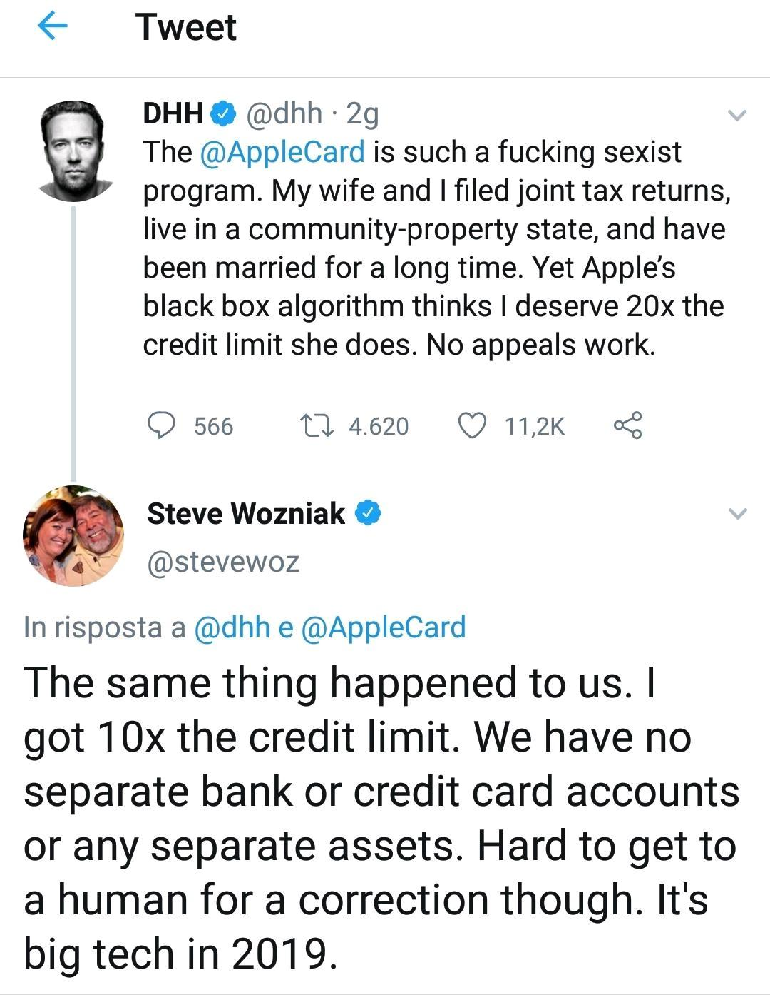 Tweet
DHH @dhh · 2g
The @AppleCard is such a fucking sexist
program. My wife and I filed joint tax returns,
live in a community-property state, and have
been married for a long time. Yet Apple’s
black box algorithm thinks I deserve 20x the
credit limit she does. No appeals work.
566 4.620 11,2K
Steve Wozniak
@stevewoz
In risposta a @dhh e @AppleCard
The same thing happened to us. I
got 10x the credit limit. We have no
separate bank or credit card accounts
or any separate assets. Hard to get to
a human for a correction though. It's
big tech in 2019.